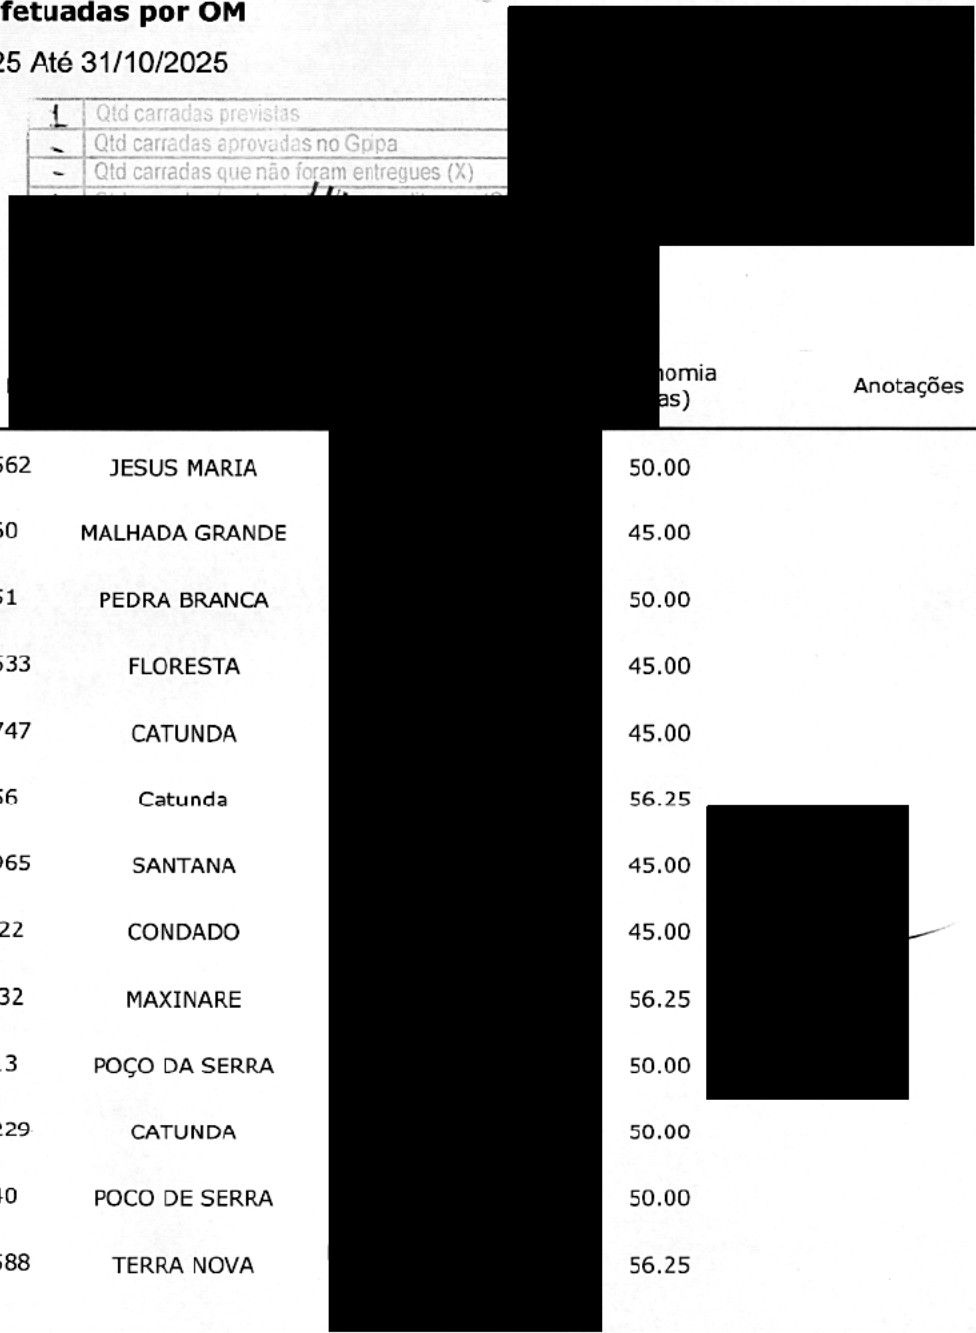 fetuadas por OM
25 Até 31/10/2025
1 Qtd carradas previstas
- Qtd carradas aprovadas no Gpipa
- Qtd carradas que não foram entregues (X)
nomia
as)
Anotações
562 JESUS MARIA 50.00
50 MALHADA GRANDE 45.00
51 PEDRA BRANCA 50.00
533 FLORESTA 45.00
747 CATUNDA 45.00
56 Catunda 56.25
965 SANTANA 45.00
22 CONDADO 45.00
32 MAXINARE 56.25
13 POÇO DA SERRA 50.00
229 CATUNDA 50.00
40 POCO DE SERRA 50.00
588 TERRA NOVA 56.25